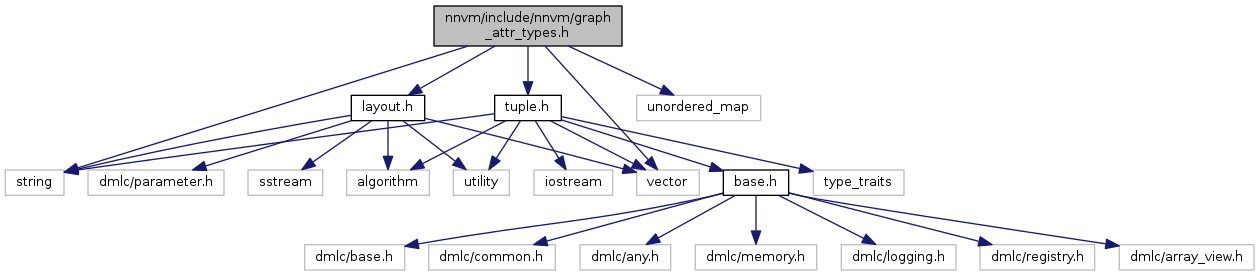 nnvm/include/nnvm/graph
_attr_types.h
layout.h
tuple.h
unordered_map
string
dmlc/parameter.h
sstream
algorithm
utility
iostream
vector
base.h
type_traits
dmlc/base.h
dmlc/common.h
dmlc/any.h
dmlc/memory.h
dmlc/logging.h
dmlc/registry.h
dmlc/array_view.h